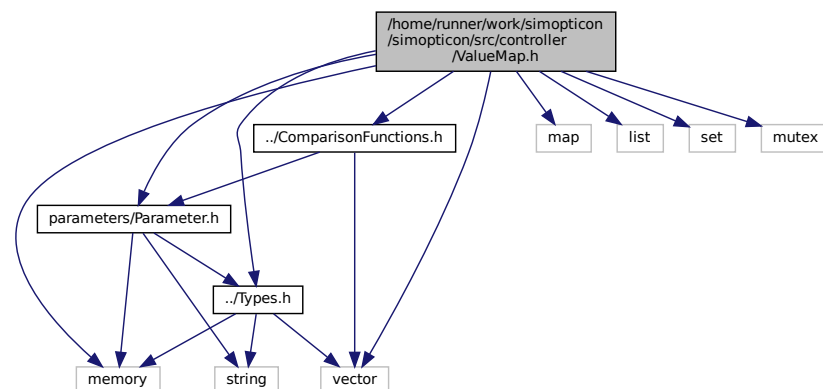 /home/runner/work/simopticon
/simopticon/src/controller
/ValueMap.h
../ComparisonFunctions.h
map
list
set
mutex
parameters/Parameter.h
../Types.h
memory
string
vector